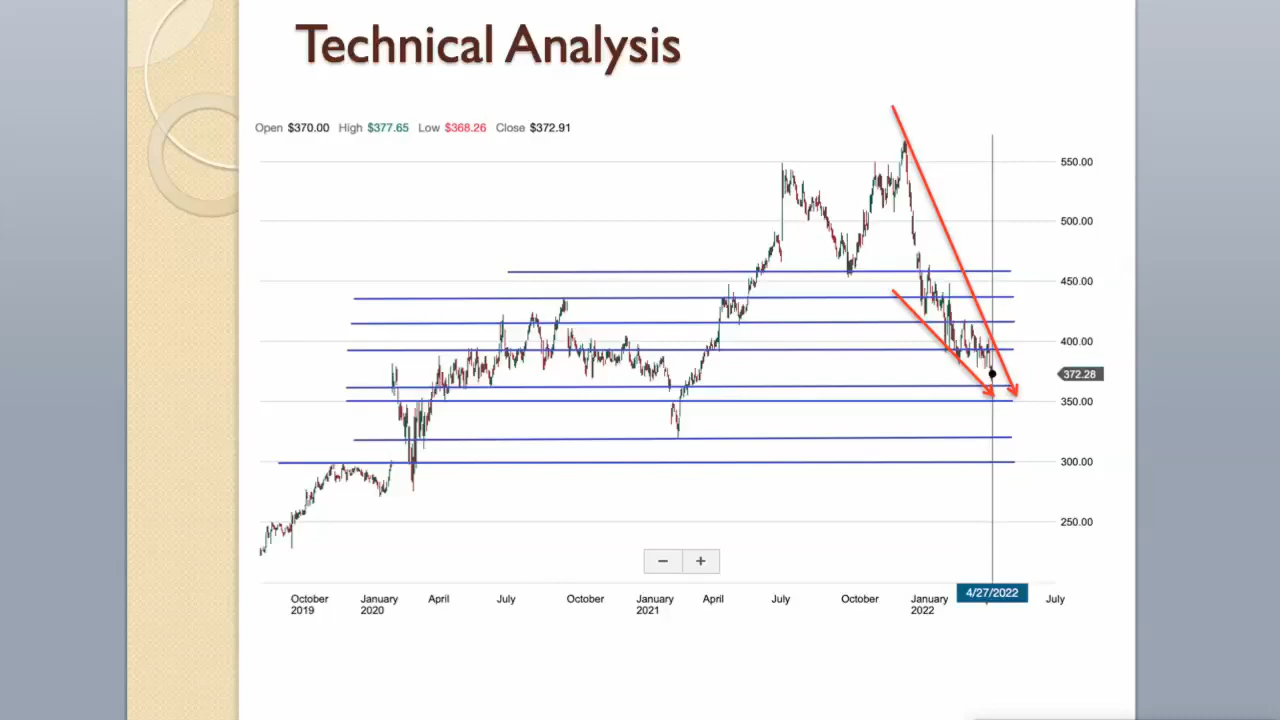 Technical Analysis
Open $370.00 High $377.65 Low $368.26 Close $372.91
550.00
500.00
450.00
400.00
372.28
350.00
300.00
250.00
− +
October January April July October January April July October January 4/27/2022 July
2019 2020 2021 2022